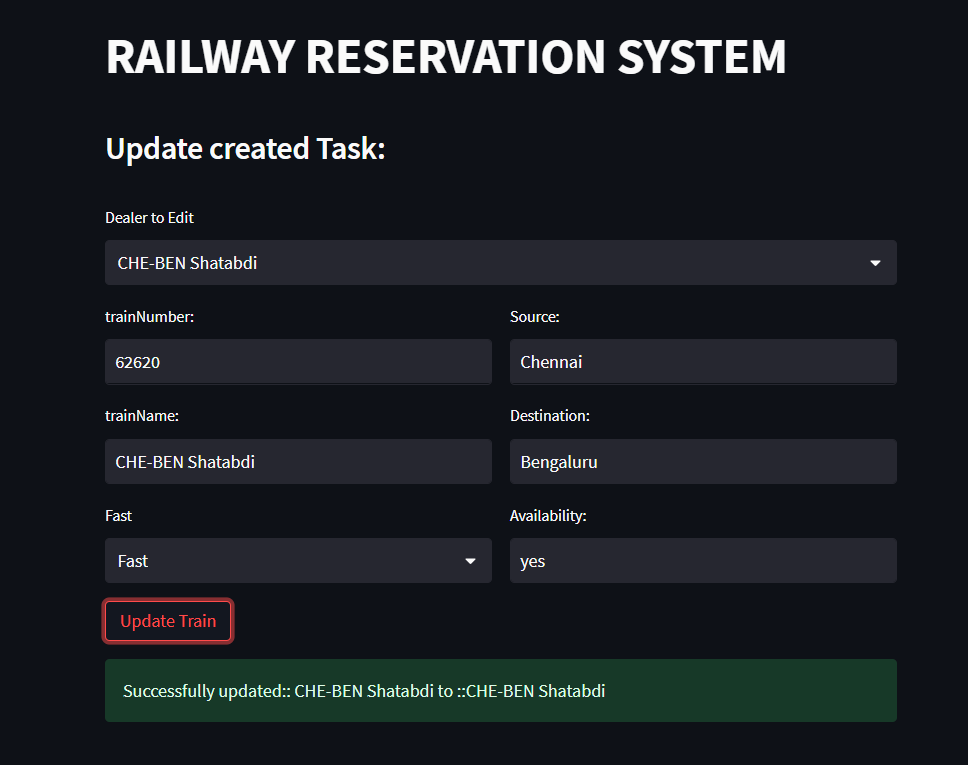 RAILWAY RESERVATION SYSTEM
Update created Task:
Dealer to Edit
CHE-BEN Shatabdi
trainNumber:
62620
Source:
Chennai
trainName:
CHE-BEN Shatabdi
Destination:
Bengaluru
Fast
Fast
Availability:
yes
Update Train
Successfully updated:: CHE-BEN Shatabdi to ::CHE-BEN Shatabdi